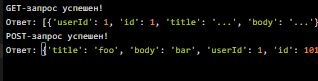 GET-запрос успешен!
Ответ: [{'userId': 1, 'id': 1, 'title': '...', 'body': '...'}
POST-запрос успешен!
Ответ: {'title': 'foo', 'body': 'bar', 'userId': 1, 'id': 101